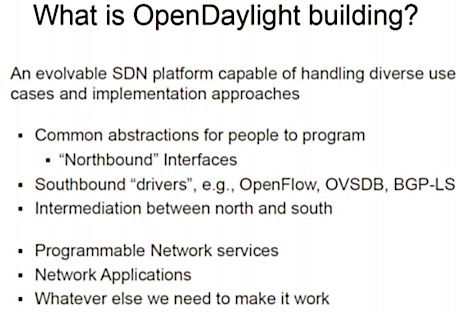 What is OpenDaylight building?
An evolvable SDN platform capable of handling diverse use
cases and implementation approaches
▪ Common abstractions for people to program
▪ “Northbound” Interfaces
▪ Southbound “drivers”, e.g., OpenFlow, OVSDB, BGP-LS
▪ Intermediation between north and south
▪ Programmable Network services
▪ Network Applications
▪ Whatever else we need to make it work